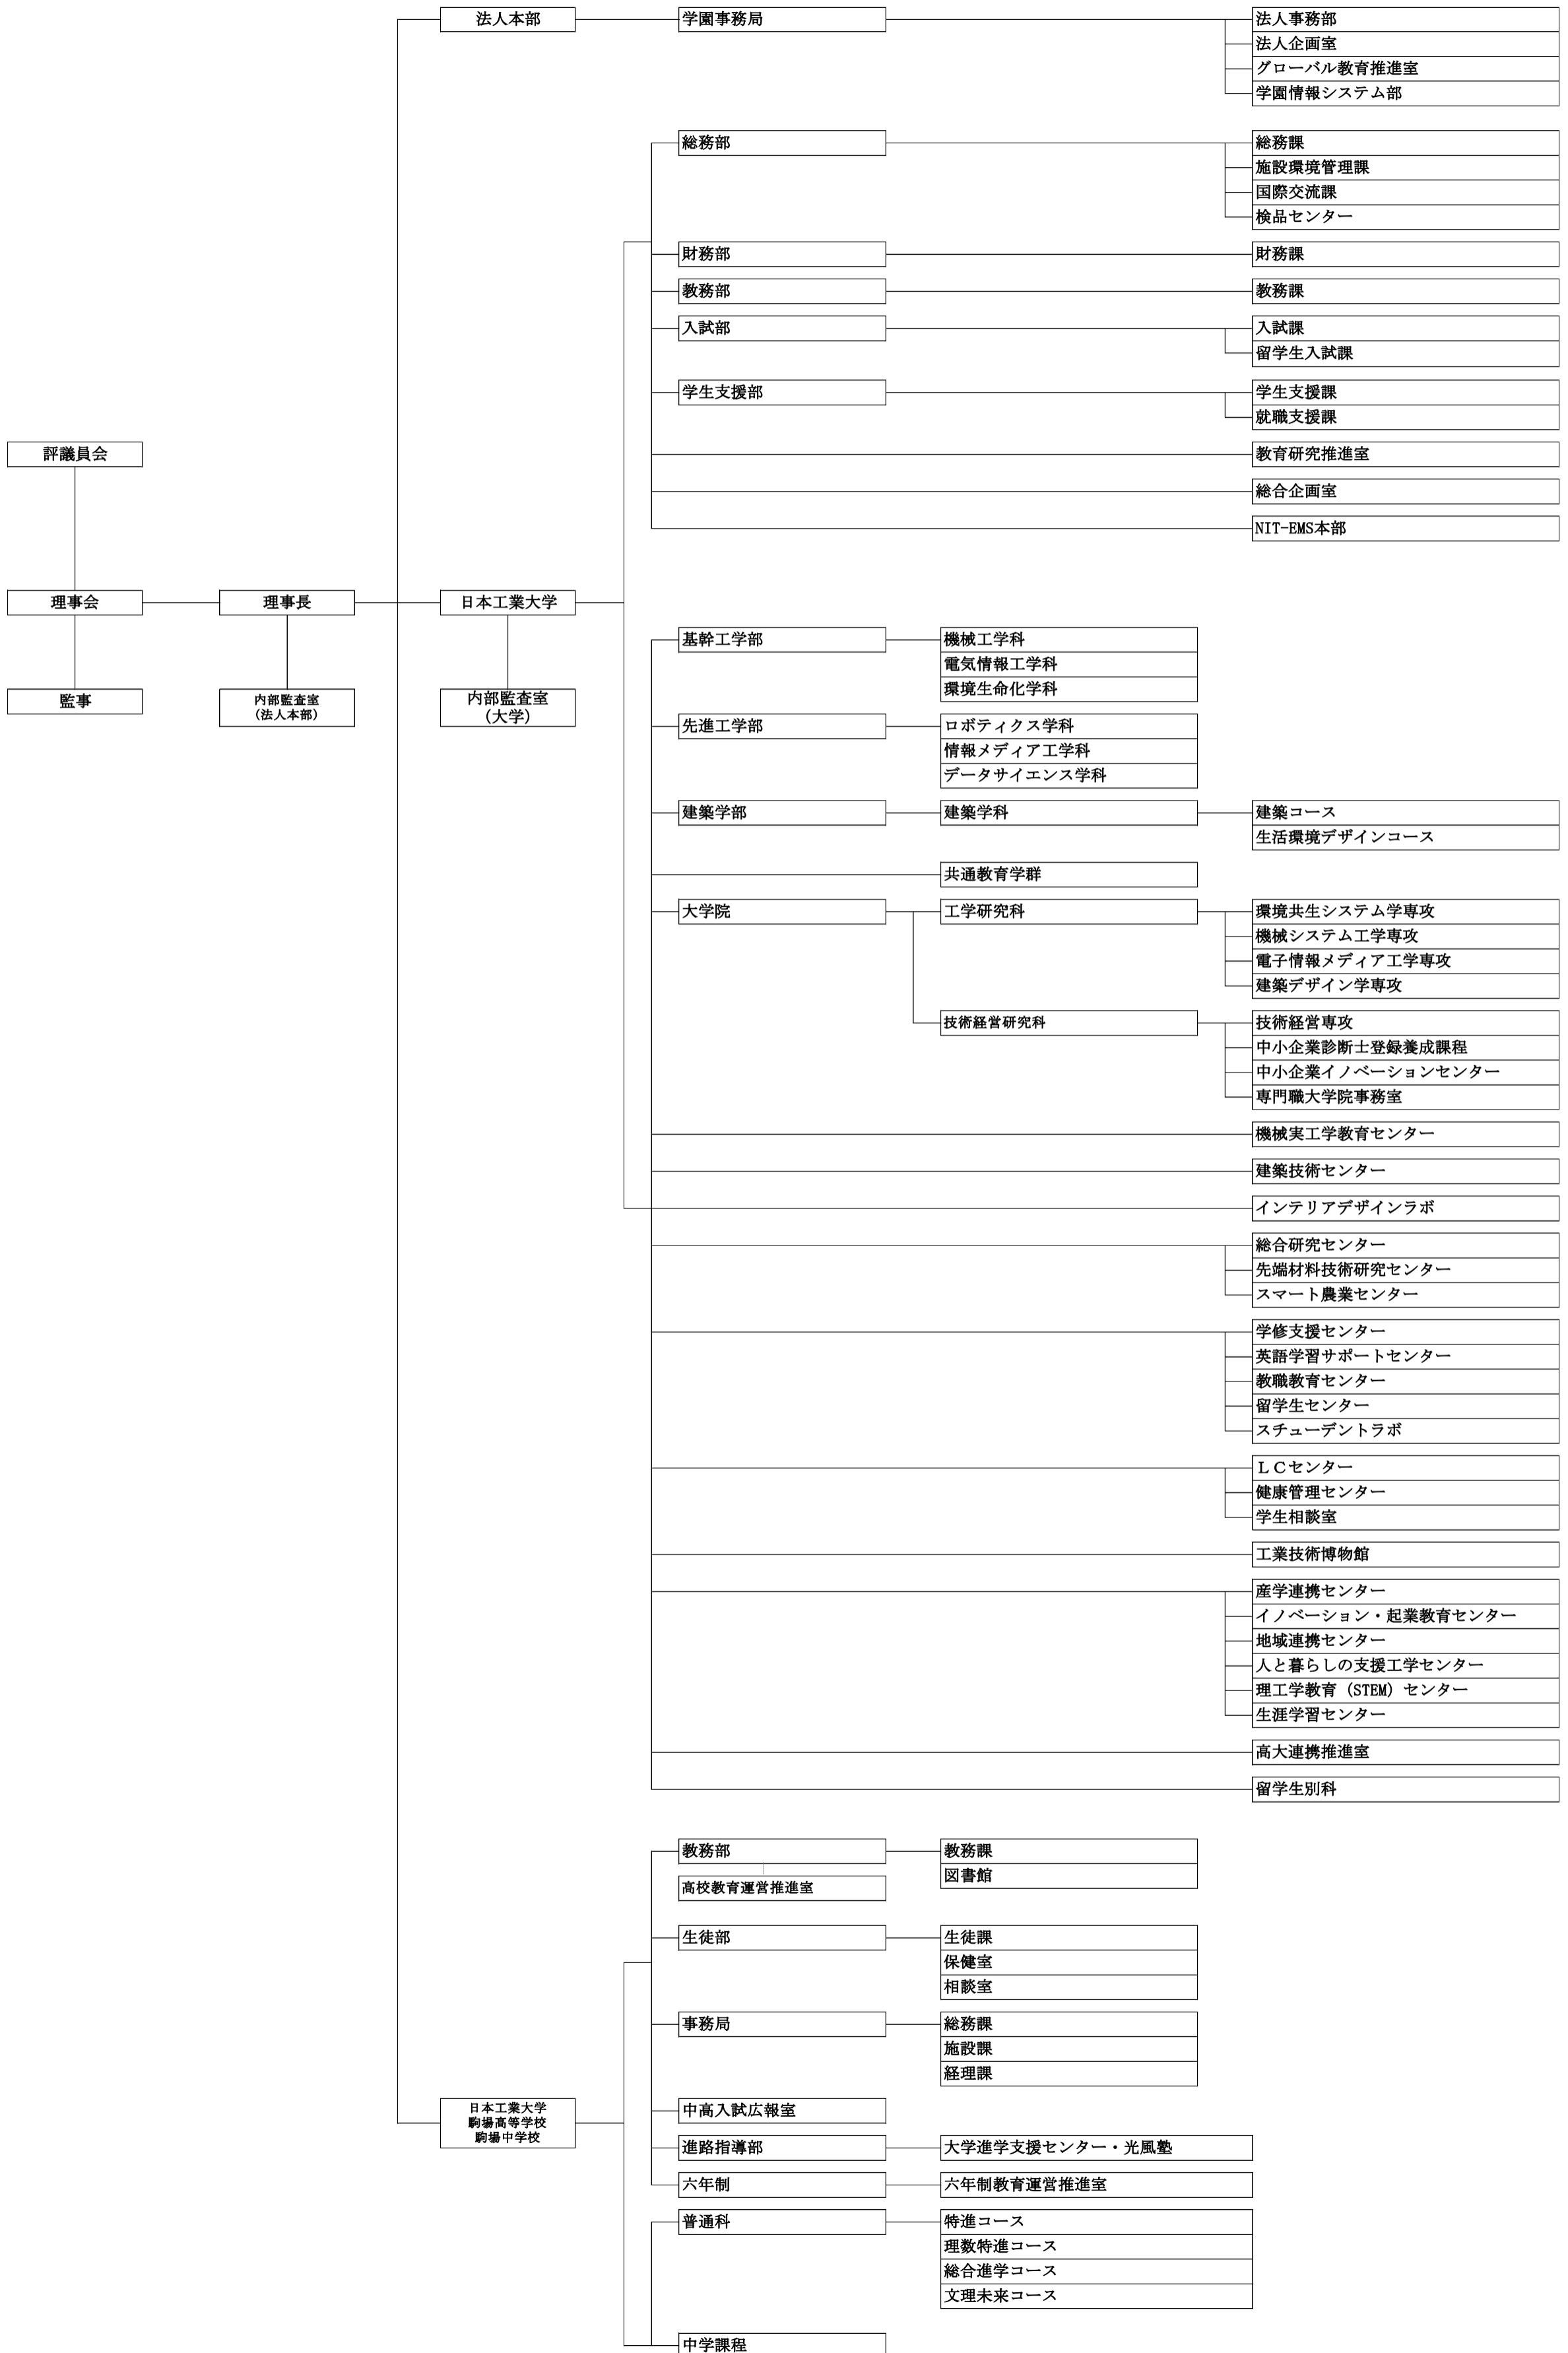 法人本部
学園事務局
法人事務部
法人企画室
グローバル教育推進室
学園情報システム部
総務部
総務課
施設環境管理課
国際交流課
検品センター
財務部
財務課
教務部
教務課
入試部
入試課
留学生入試課
学生支援部
学生支援課
就職支援課
評議員会
教育研究推進室
総合企画室
NIT-EMS本部
理事会
理事長
日本工業大学
監事
内部監査室
(法人本部)
内部監査室
(大学)
基幹工学部
機械工学科
電気情報工学科
環境生命化学科
先進工学部
ロボティクス学科
情報メディア工学科
データサイエンス学科
建築学部
建築学科
建築コース
生活環境デザインコース
共通教育学群
大学院
工学研究科
環境共生システム学専攻
機械システム工学専攻
電子情報メディア工学専攻
建築デザイン学専攻
技術経営研究科
技術経営専攻
中小企業診断士登録養成課程
中小企業イノベーションセンター
専門職大学院事務室
機械実工学教育センター
建築技術センター
インテリアデザインラボ
総合研究センター
先端材料技術研究センター
スマート農業センター
学修支援センター
英語学習サポートセンター
教職教育センター
留学生センター
スチューデントラボ
LCセンター
健康管理センター
学生相談室
工業技術博物館
産学連携センター
イノベーション・起業教育センター
地域連携センター
人と暮らしの支援工学センター
理工学教育(STEM)センター
生涯学習センター
高大連携推進室
留学生別科
教務部
教務課
図書館
高校教育運営推進室
生徒部
生徒課
保健室
相談室
事務局
総務課
施設課
経理課
日本工業大学
駒場高等学校
駒場中学校
中高入試広報室
進路指導部
大学進学支援センター・光風塾
六年制
六年制教育運営推進室
普通科
特進コース
理数特進コース
総合進学コース
文理未来コース
中学課程